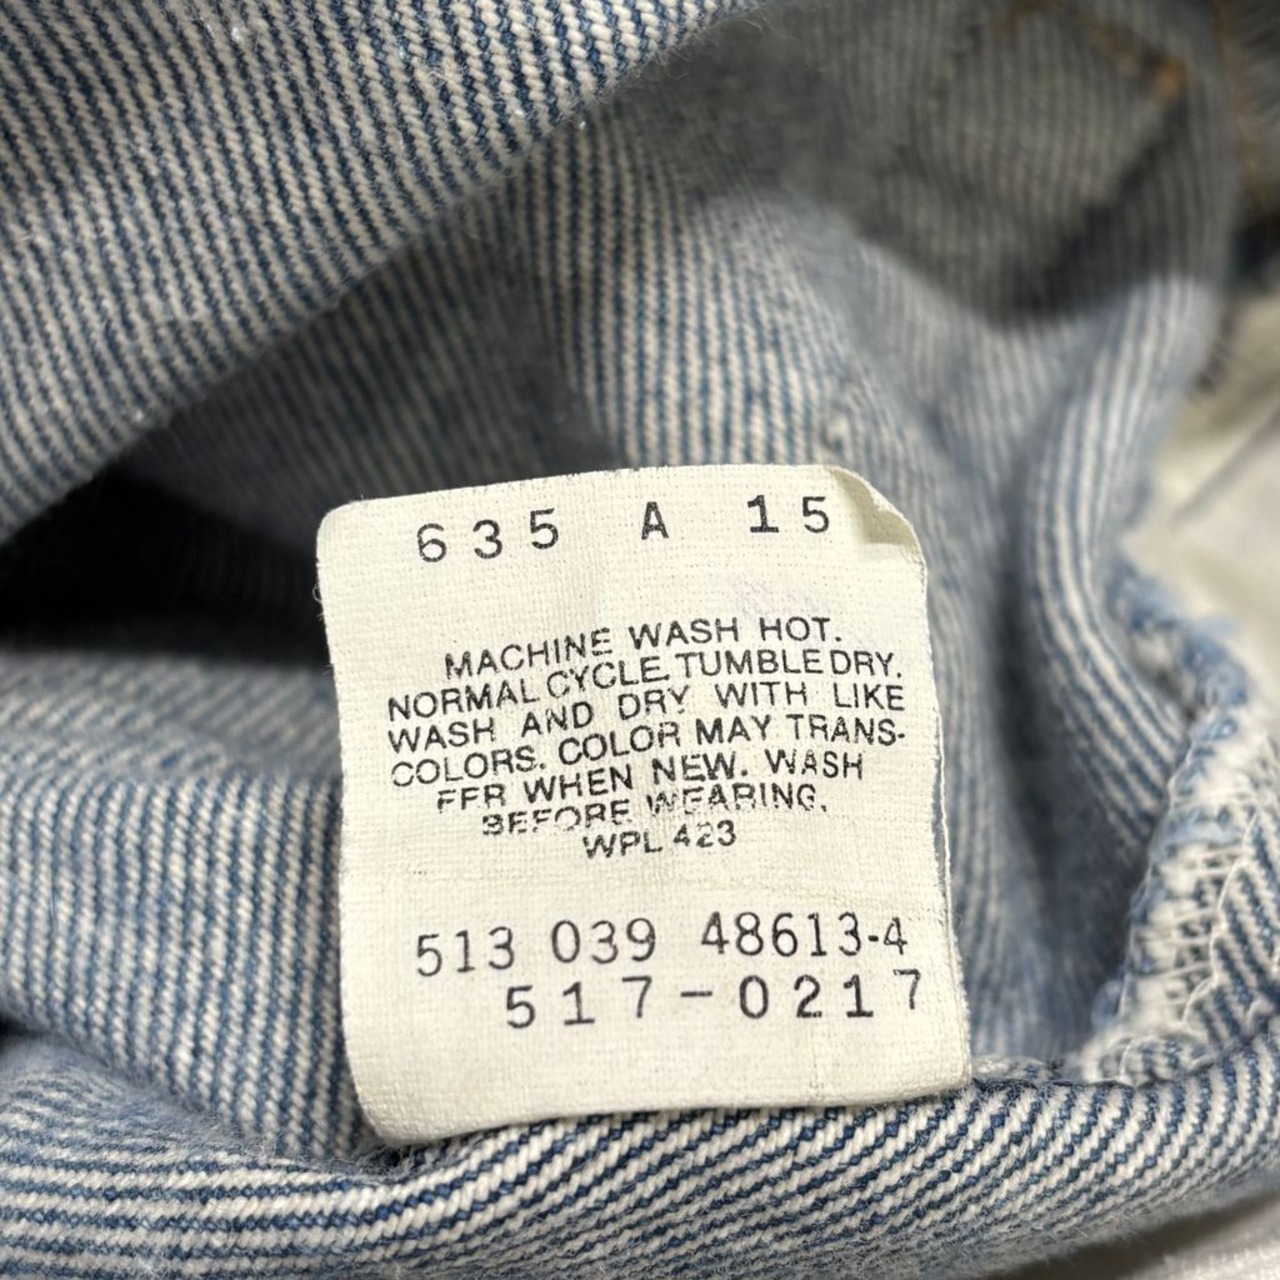 635 A 15
MACHINE WASH HOT.
NORMAL CYCLE. TUMBLE DRY.
WASH AND DRY WITH LIKE
COLORS. COLOR MAY TRANS-
FER WHEN NEW. WASH
BEFORE WEARING.
WPL 423
513 039 48613-4
517-0217